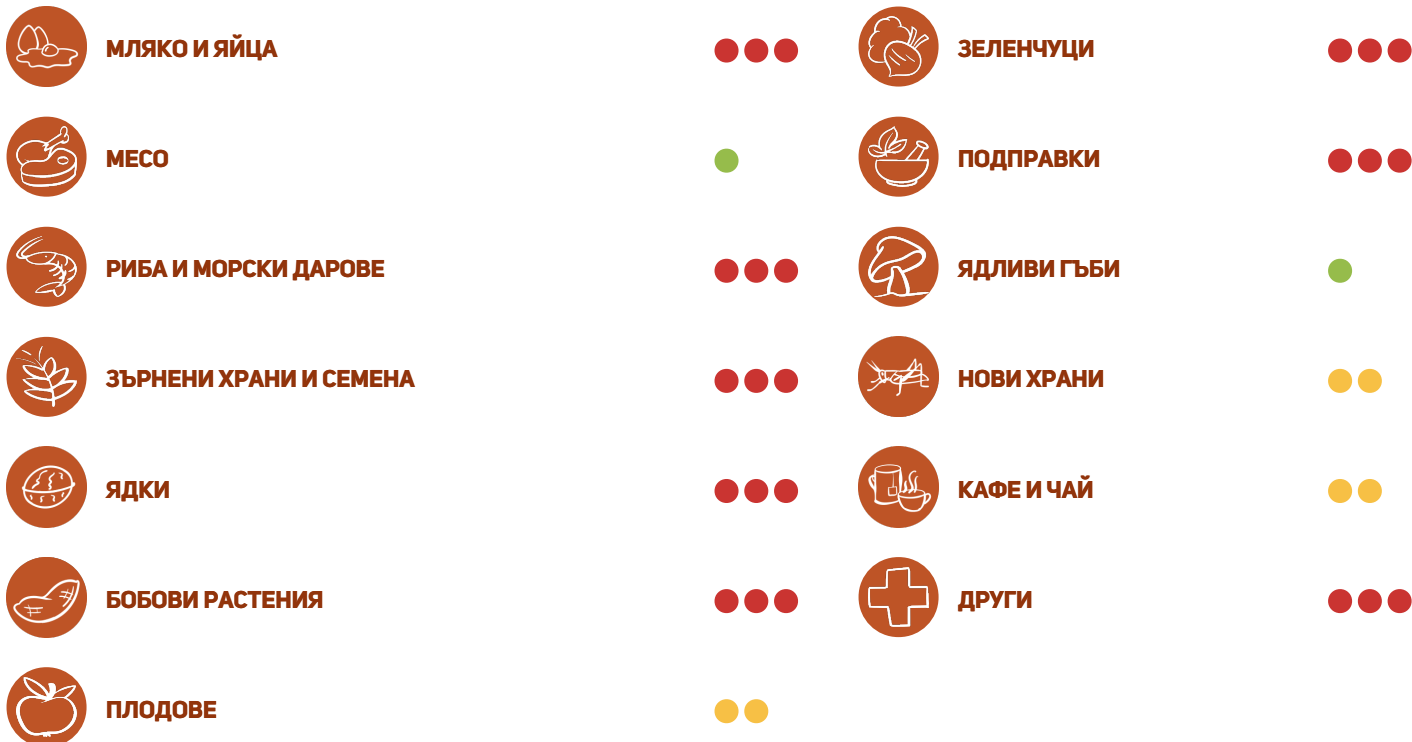 МЛЯКО И ЯЙЦА
МЕСО
РИБА И МОРСКИ ДАРОВЕ
ЗЪРНЕНИ ХРАНИ И СЕМЕНА
ЯДКИ
БОБОВИ РАСТЕНИЯ
ПЛОДОВЕ
ЗЕЛЕНЧУЦИ
ПОДПРАВКИ
ЯДЛИВИ ГЪБИ
НОВИ ХРАНИ
КАФЕ И ЧАЙ
ДРУГИ